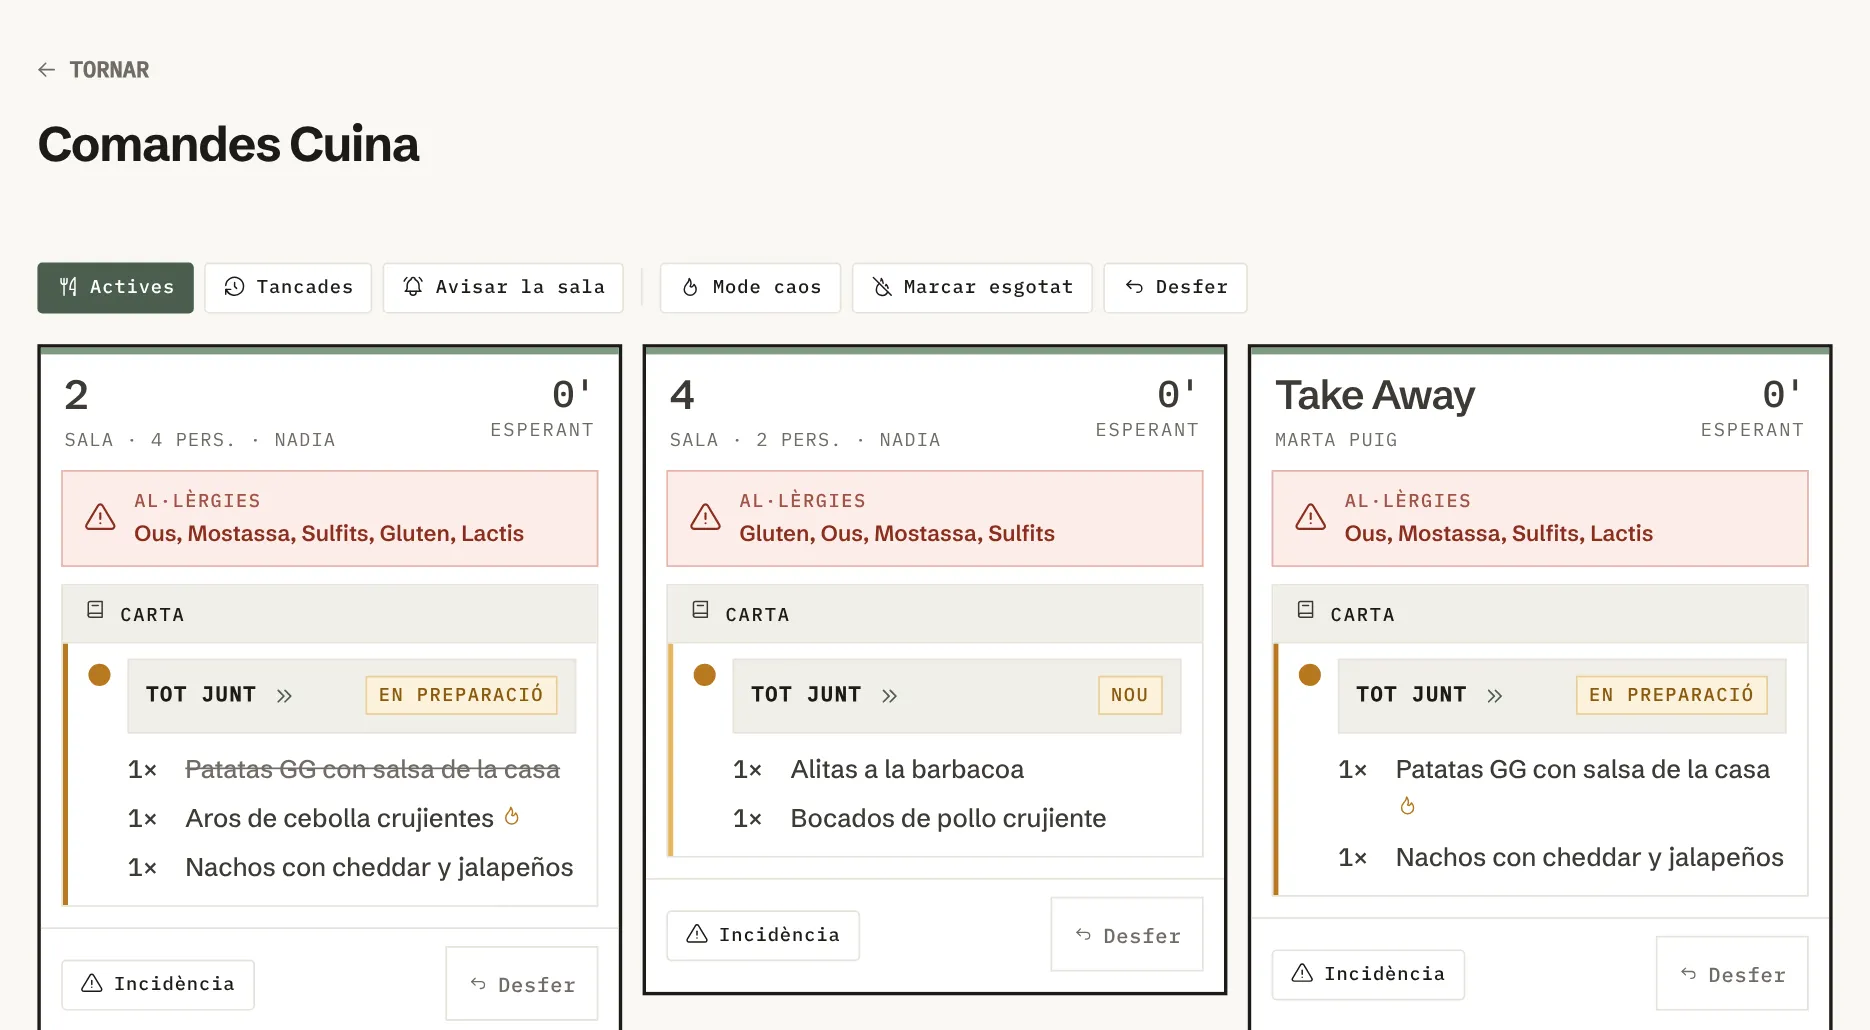 ← TORNAR
Comandes Cuina
Actives
Tancades
Avisar la sala
Mode caos
Marcar esgotat
Desfer
2
0'
SALA · 4 PERS. · NADIA
ESPERANT
AL·LÈRGIES
Ous, Mostassa, Sulfits, Gluten, Lactis
CARTA
TOT JUNT »
EN PREPARACIÓ
1× Patatas GG con salsa de la casa
1× Aros de cebolla crujientes
1× Nachos con cheddar y jalapeños
Incidència
Desfer
4
0'
SALA · 2 PERS. · NADIA
ESPERANT
AL·LÈRGIES
Gluten, Ous, Mostassa, Sulfits
CARTA
TOT JUNT »
NOU
1× Alitas a la barbacoa
1× Bocados de pollo crujiente
Incidència
Desfer
Take Away
0'
MARTA PUIG
ESPERANT
AL·LÈRGIES
Ous, Mostassa, Sulfits, Lactis
CARTA
TOT JUNT »
EN PREPARACIÓ
1× Patatas GG con salsa de la casa
1× Nachos con cheddar y jalapeños
Incidència
Desfer